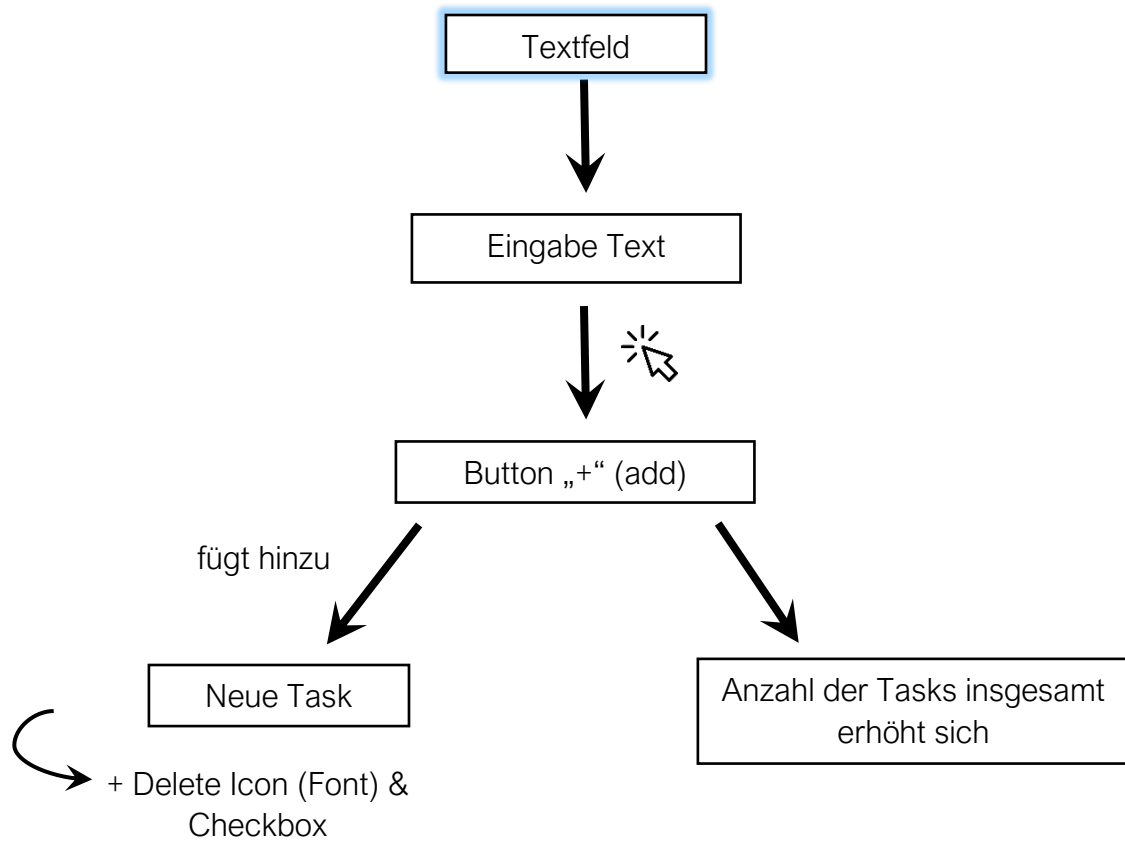 Textfeld
Eingabe Text
Button „+“ (add)
fügt hinzu
Neue Task
+ Delete Icon (Font) &
Checkbox
Anzahl der Tasks insgesamt
erhöht sich